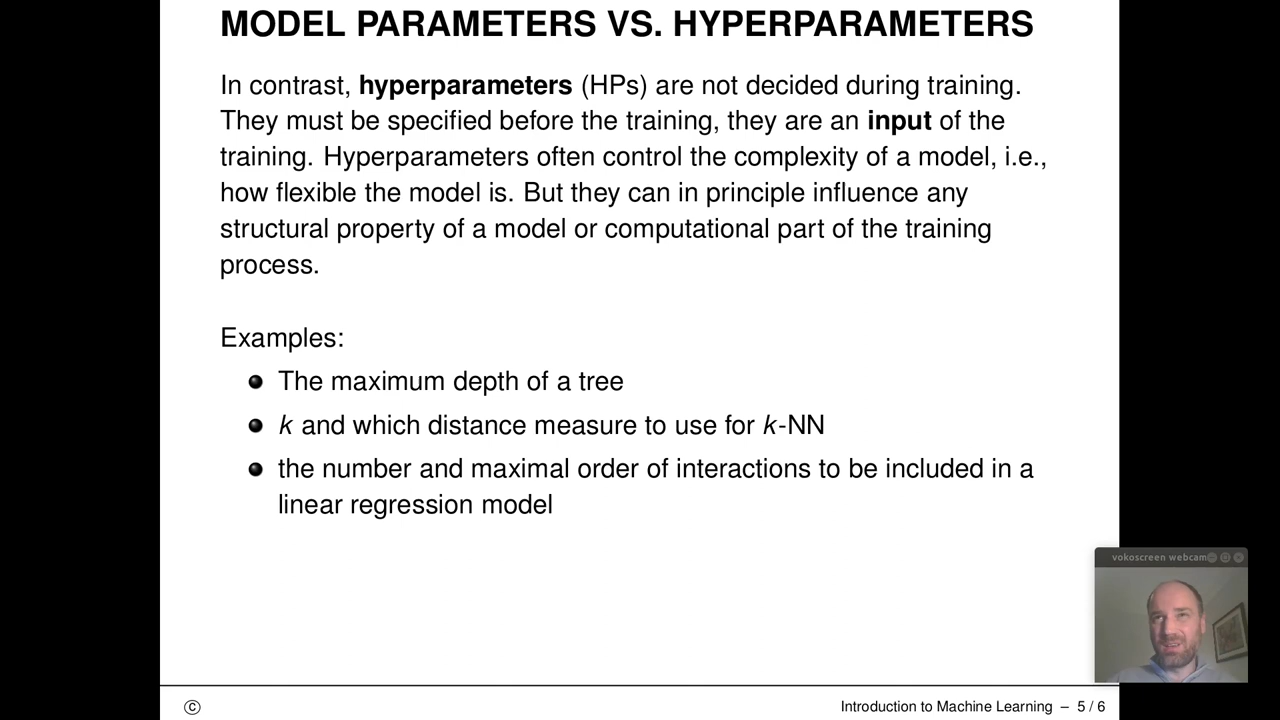 MODEL PARAMETERS VS. HYPERPARAMETERS
In contrast, hyperparameters (HPs) are not decided during training.
They must be specified before the training, they are an input of the
training. Hyperparameters often control the complexity of a model, i.e.,
how flexible the model is. But they can in principle influence any
structural property of a model or computational part of the training
process.
Examples:
The maximum depth of a tree
k and which distance measure to use for k-NN
the number and maximal order of interactions to be included in a
linear regression model
vokoscreen webcam
© Introduction to Machine Learning – 5 / 6